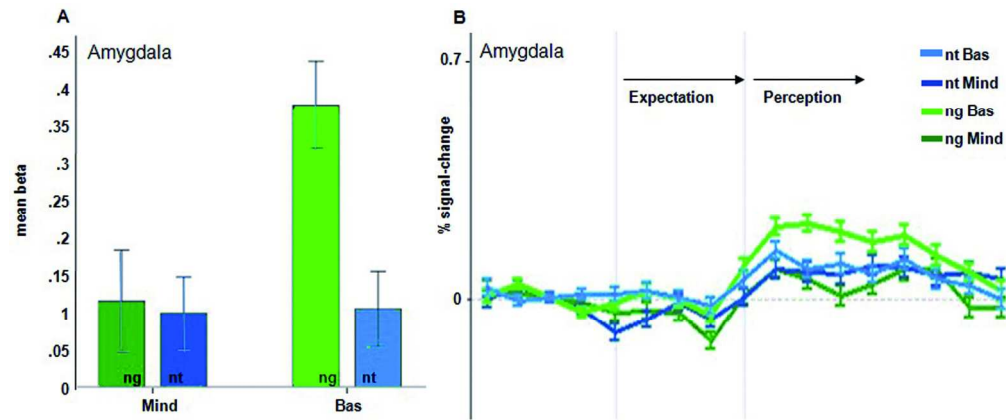 A
Amygdala
mean beta
.45
.4
.35
.3
.25
.2
.15
1
.05
0
ng
nt
ng
nt
Mind
Bas
B
Amygdala
% signal-change
0.7
0
Expectation
Perception
nt Bas
nt Mind
ng Bas
ng Mind